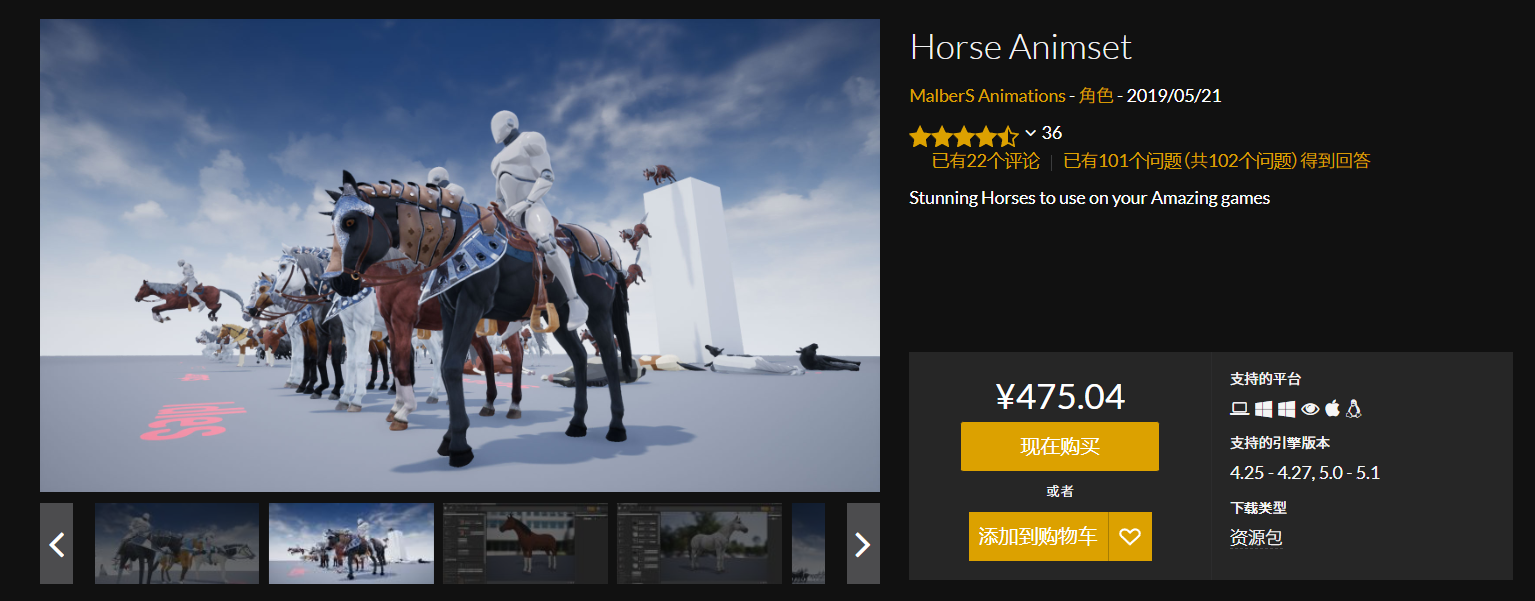 Horse Animset
MalberS Animations - 角色 - 2019/05/21
36
已有22个评论 | 已有101个问题（共102个问题）得到回答
Stunning Horses to use on your Amazing games
Idles
¥475.04
现在购买
或者
添加到购物车
支持的平台
支持的引擎版本
4.25 - 4.27, 5.0 - 5.1
下载类型
资源包